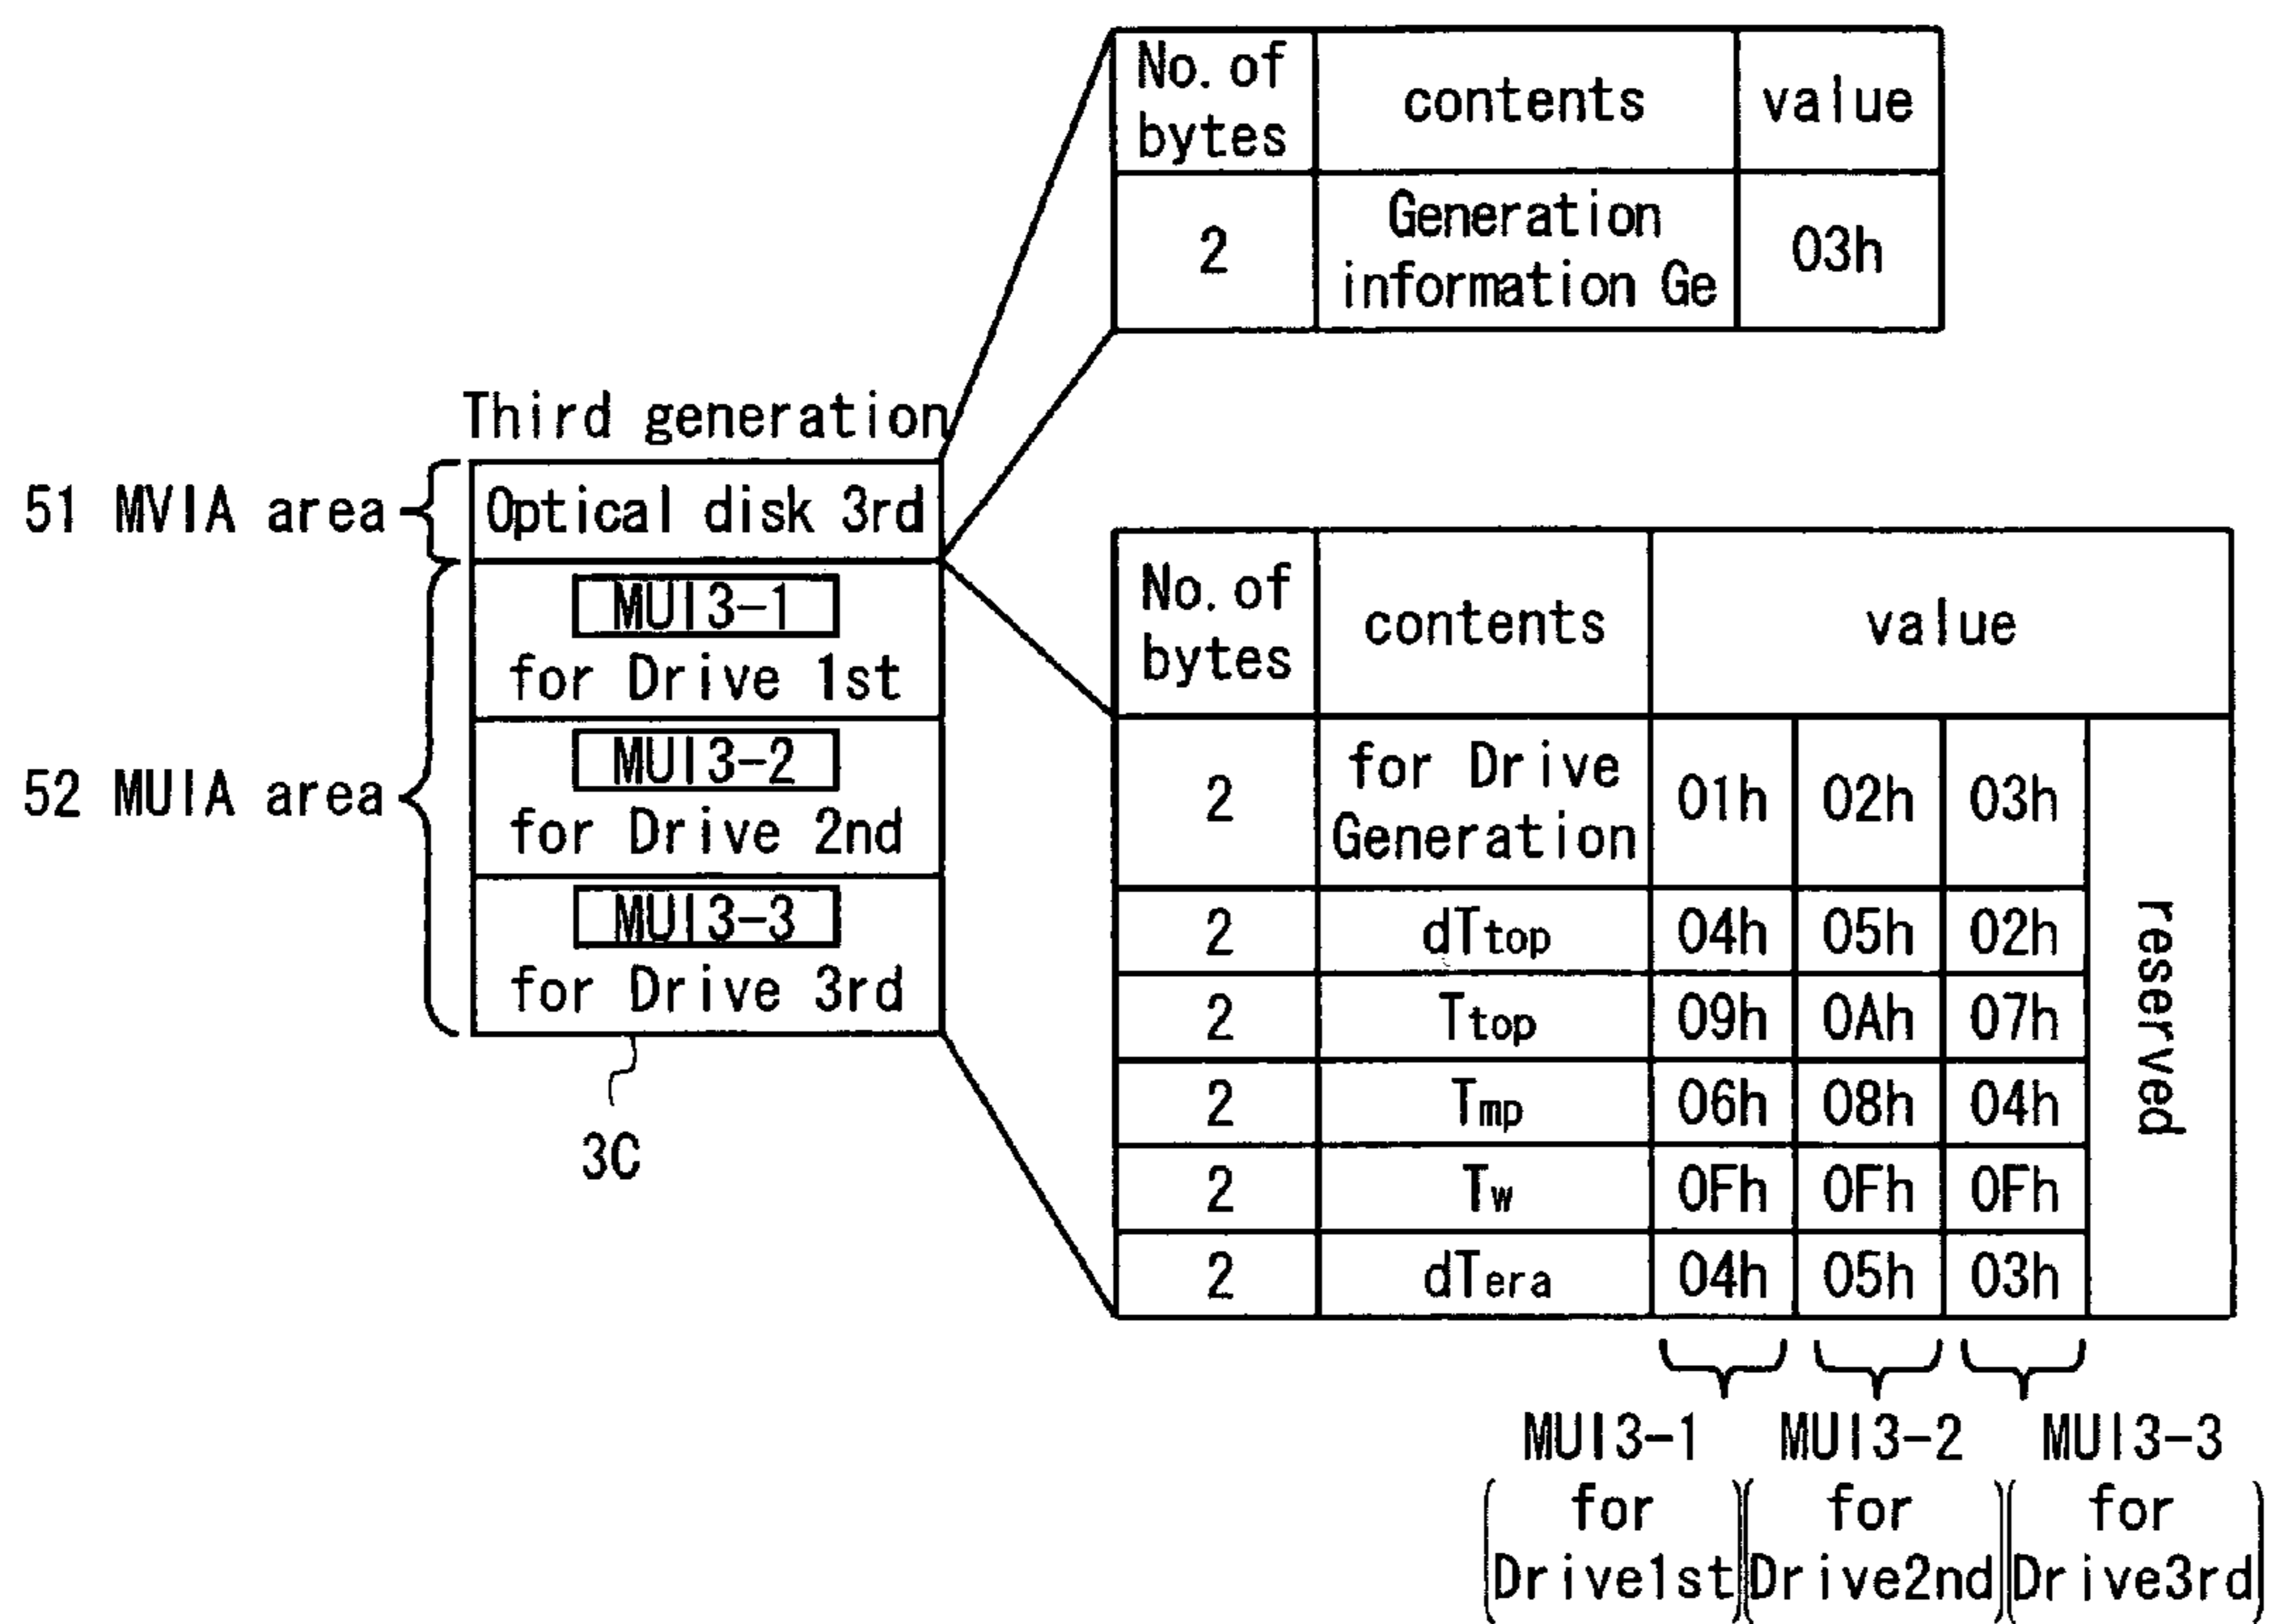 No. of bytes contents value
2 Generation information Ge 03h
Third generation
51 MVIA area
Optical disk 3rd
52 MUIA area
MUI3-1
for Drive 1st
MUI3-2
for Drive 2nd
MUI3-3
for Drive 3rd
3C
No. of bytes contents value
2 for Drive Generation 01h 02h 03h
reserved
2 dTtop 04h 05h 02h
2 Ttop 09h 0Ah 07h
2 Tmp 06h 08h 04h
2 Tw 0Fh 0Fh 0Fh
2 dTera 04h 05h 03h
MUI3-1 MUI3-2 MUI3-3
for for for
Drive1st Drive2nd Drive3rd